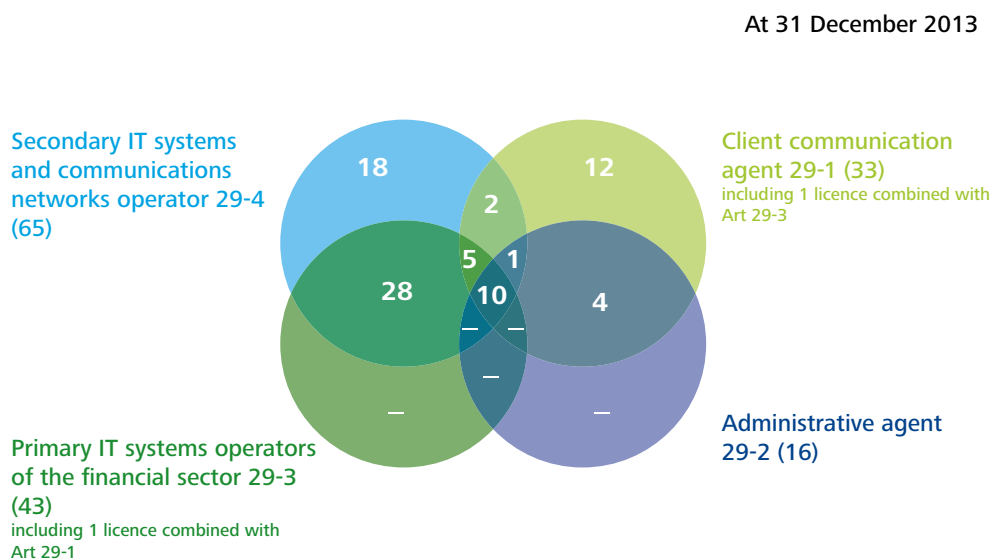 At 31 December 2013
Secondary IT systems
and communications
networks operator 29-4
(65)
Client communication
agent 29-1 (33)
including 1 licence combined with
Art 29-3
18
12
2
5
1
28
10
4
–
–
–
–
–
Primary IT systems operators
of the financial sector 29-3
(43)
including 1 licence combined with
Art 29-1
Administrative agent
29-2 (16)